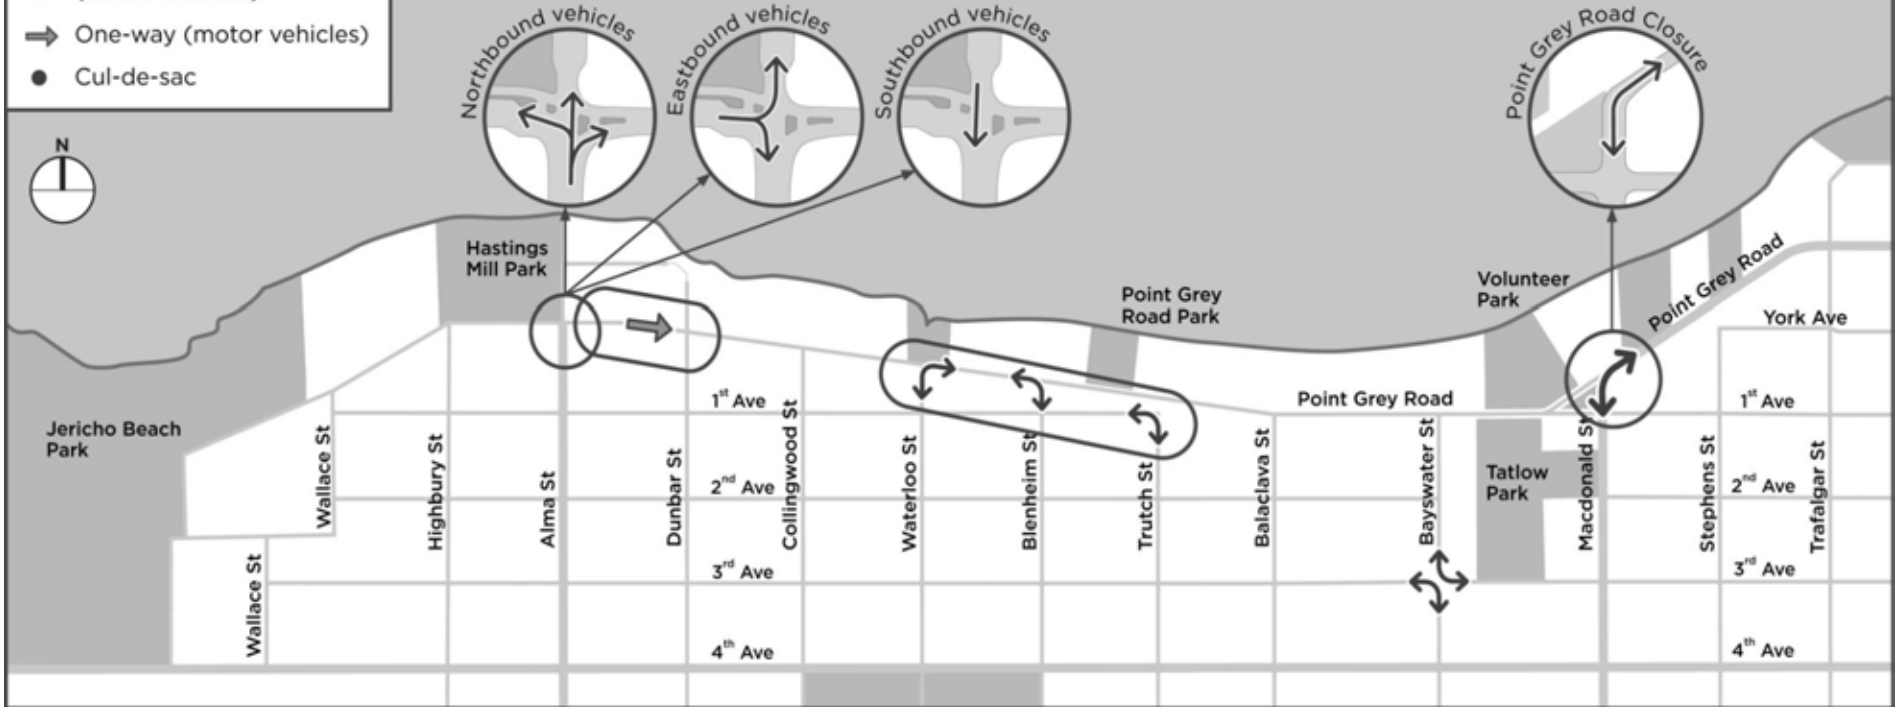 One-way (motor vehicles)
Cul-de-sac
N
Northbound vehicles
Eastbound vehicles
Southbound vehicles
Point Grey Road Closure
Hastings
Mill Park
Point Grey
Road Park
Volunteer
Park
Point Grey Road
York Ave
Jericho Beach
Park
1st Ave
Point Grey Road
1st Ave
Wallace St
Highbury St
Alma St
Dunbar St
2nd Ave
Collingwood St
Waterloo St
Blenheim St
Trutch St
Balaclava St
Bayswater St
Tatlow
Park
Macdonald St
Stephens St
2nd Ave
Trafalgar St
Wallace St
3rd Ave
3rd Ave
4th Ave
4th Ave